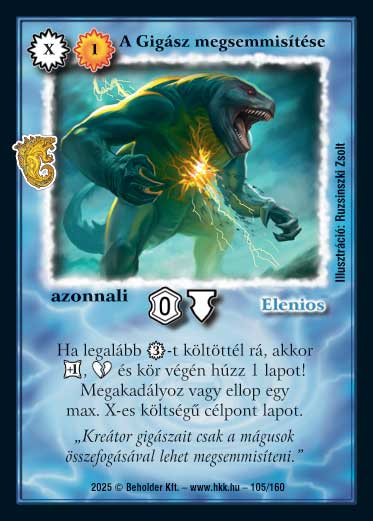 X 1 A Gigász megsemmisítése
Illusztráció: Ruzsinszki Zsolt
azonnali
0
Elenios
Ha legalább 3-t költöttél rá, akkor
+1, és kör végén húzz 1 lapot!
Megakadályoz vagy ellop egy
max. X-es költségű célpont lapot.
„Kreátor gigászait csak a mágusok
összefogásával lehet megsemmisíteni.”
2025 © Beholder Kft. – www.hkk.hu – 105/160